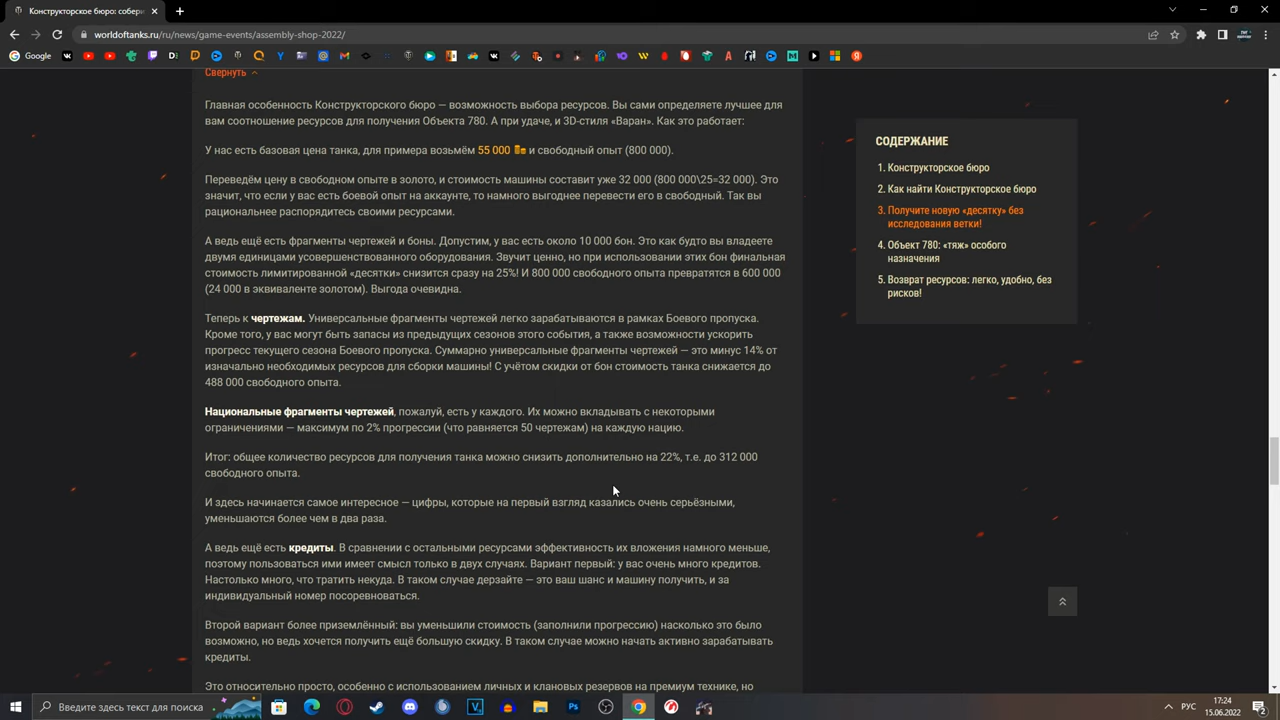 Конструкторское бюро: собери
worldoftanks.ru/ru/news/game-events/assembly-shop-2022/
Google
Свернуть
Главная особенность Конструкторского бюро — возможность выбора ресурсов. Вы сами определяете лучшее для
вам соотношение ресурсов для получения Объекта 780. А при удаче, и 3D-стиля «Варан». Как это работает:
У нас есть базовая цена танка, для примера возьмём 55 000 и свободный опыт (800 000).
Переведём цену в свободном опыте в золото, и стоимость машины составит уже 32 000 (800 000\25=32 000). Это
значит, что если у вас есть боевой опыт на аккаунте, то намного выгоднее перевести его в свободный. Так вы
рациональнее распорядитесь своими ресурсами.
А ведь ещё есть фрагменты чертежей и боны. Допустим, у вас есть около 10 000 бон. Это как будто вы владеете
двумя единицами усовершенствованного оборудования. Звучит ценно, но при использовании этих бон финальная
стоимость лимитированной «десятки» снизится сразу на 25%! И 800 000 свободного опыта превратятся в 600 000
(24 000 в эквиваленте золотом). Выгода очевидна.
Теперь к чертежам. Универсальные фрагменты чертежей легко зарабатываются в рамках Боевого пропуска.
Кроме того, у вас могут быть запасы из предыдущих сезонов этого события, а также возможности ускорить
прогресс текущего сезона Боевого пропуска. Суммарно универсальные фрагменты чертежей — это минус 14% от
изначально необходимых ресурсов для сборки машины! С учётом скидки от бон стоимость танка снижается до
488 000 свободного опыта.
Национальные фрагменты чертежей, пожалуй, есть у каждого. Их можно вкладывать с некоторыми
ограничениями — максимум по 2% прогрессии (что равняется 50 чертежам) на каждую нацию.
Итог: общее количество ресурсов для получения танка можно снизить дополнительно на 22%, т.е. до 312 000
свободного опыта.
И здесь начинается самое интересное — цифры, которые на первый взгляд казались очень серьёзными,
уменьшаются более чем в два раза.
А ведь ещё есть кредиты. В сравнении с остальными ресурсами эффективность их вложения намного меньше,
поэтому пользоваться ими имеет смысл только в двух случаях. Вариант первый: у вас очень много кредитов.
Настолько много, что тратить некуда. В таком случае дерзайте — это ваш шанс и машину получить, и за
индивидуальный номер посоревноваться.
Второй вариант более приземлённый: вы уменьшили стоимость (заполнили прогрессию) насколько это было
возможно, но ведь хочется получить ещё большую скидку. В таком случае можно начать активно зарабатывать
кредиты.
Это относительно просто, особенно с использованием личных и клановых резервов на премиум технике, но
СОДЕРЖАНИЕ
1. Конструкторское бюро
2. Как найти Конструкторское бюро
3. Получите новую «десятку» без
исследования ветки!
4. Объект 780: «тяж» особого
назначения
5. Возврат ресурсов: легко, удобно, без
рисков!
Введите здесь текст для поиска
РУС
17:24
15.06.2022